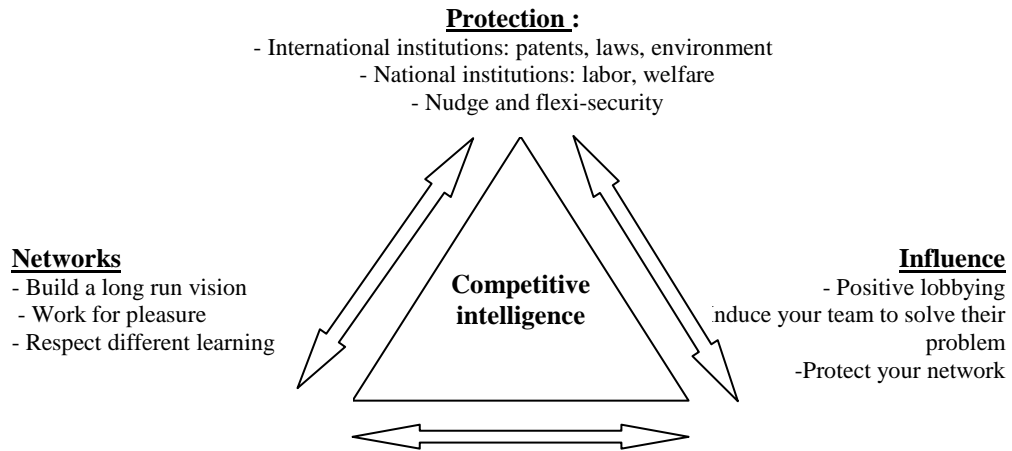 Protection :
- International institutions: patents, laws, environment
- National institutions: labor, welfare
- Nudge and flexi-security
Networks
- Build a long run vision
- Work for pleasure
- Respect different learning
Competitive
intelligence
Influence
- Positive lobbying
your team to solve their
problem
-Protect your network